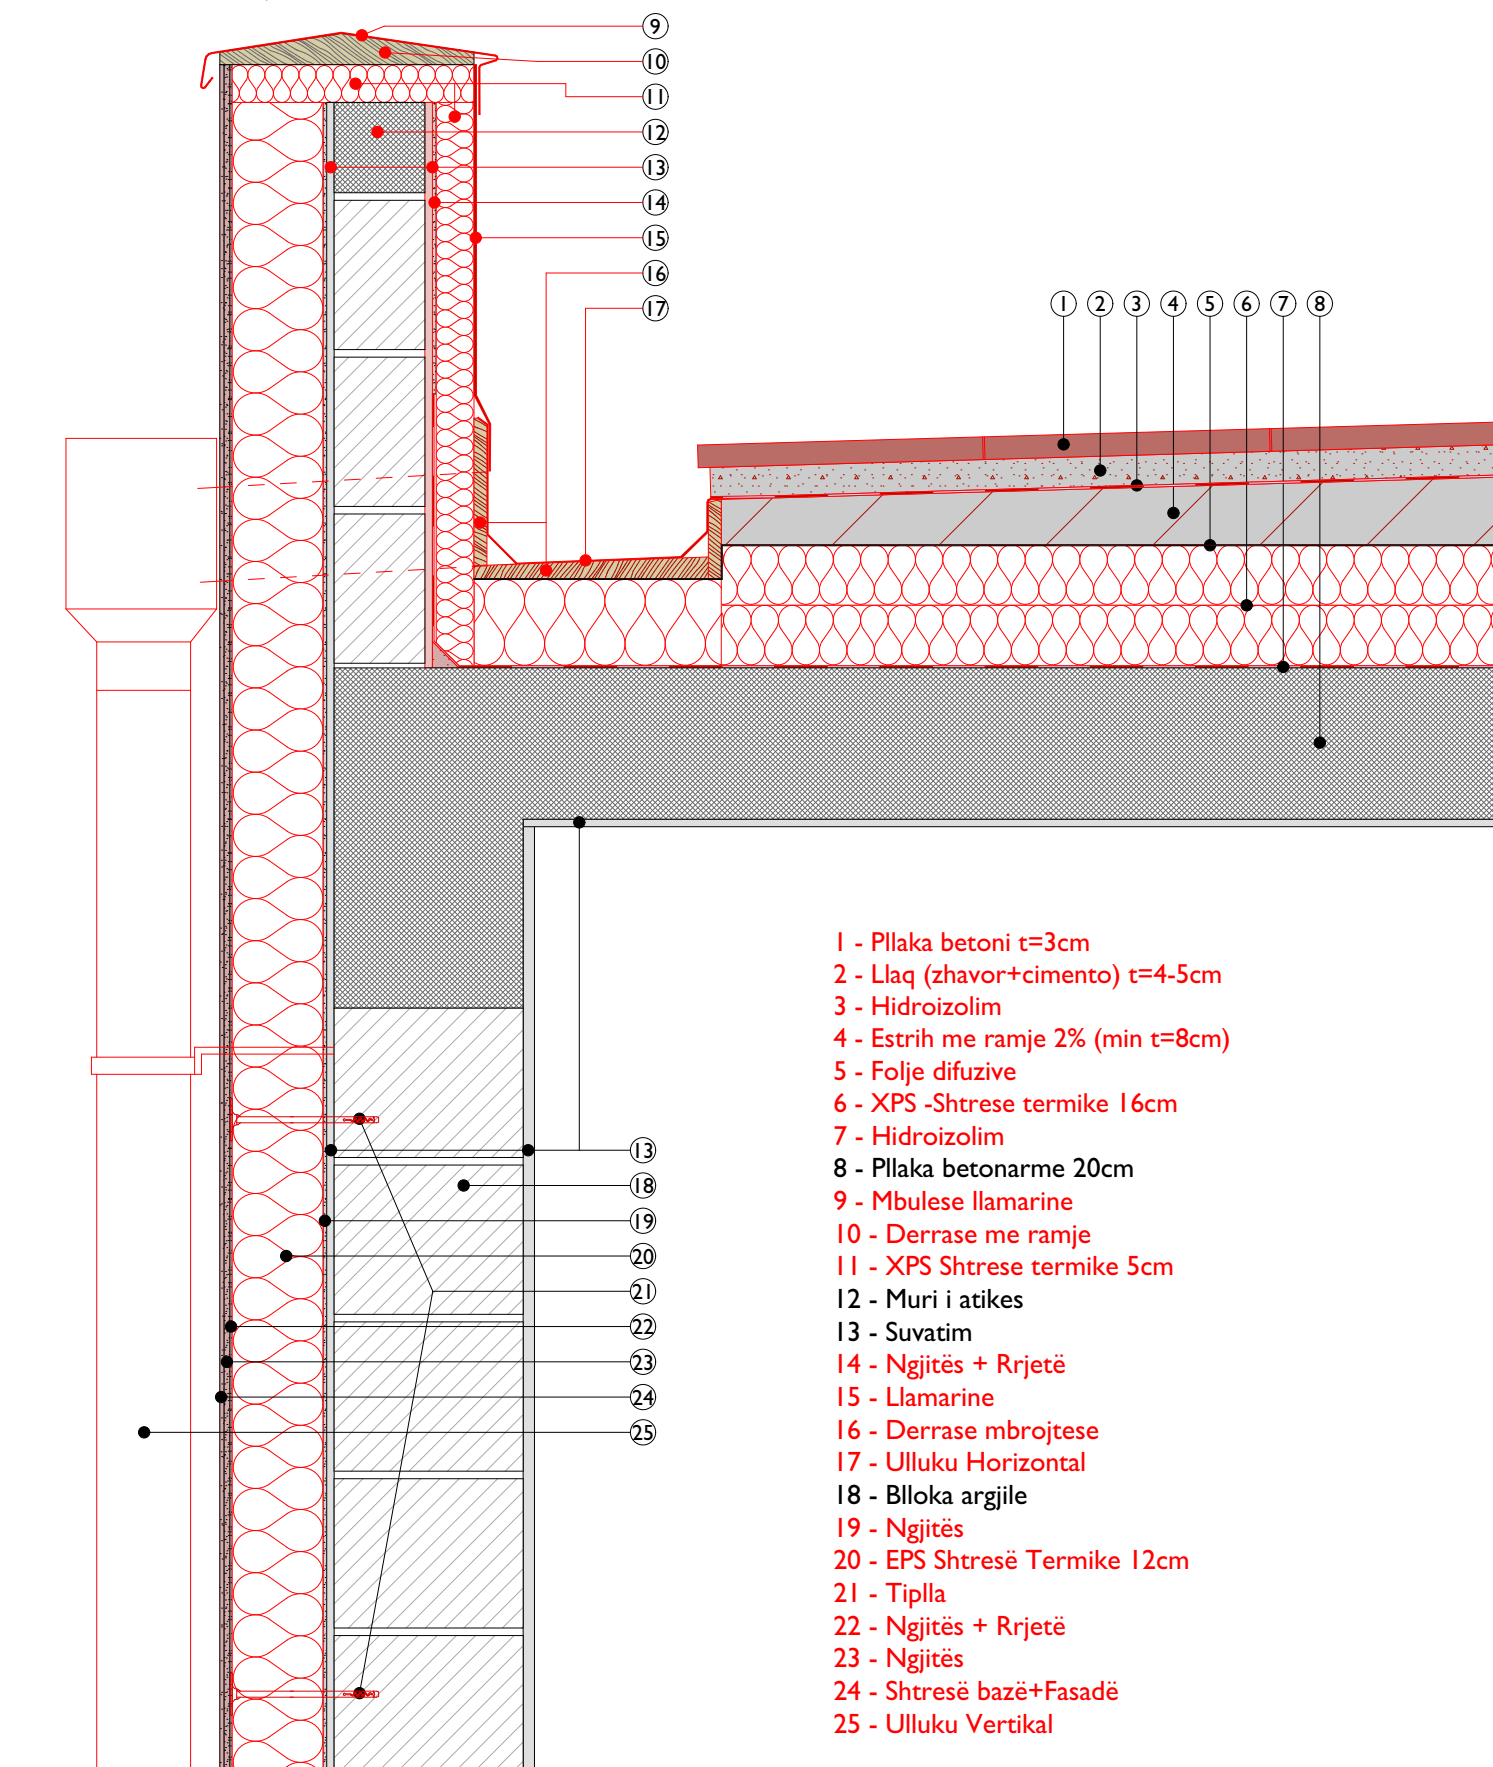 9
10
11
12
13
14
15
16
17
1 2 3 4 5 6 7 8
13
18
19
20
21
22
23
24
25
1 - Pllaka betoni t=3cm
2 - Llaq (zhavor+cimento) t=4-5cm
3 - Hidroizolim
4 - Estrih me ramje 2% (min t=8cm)
5 - Folje difuzive
6 - XPS -Shtrese termike 16cm
7 - Hidroizolim
8 - Pllaka betonarme 20cm
9 - Mbulese llamarine
10 - Derrase me ramje
11 - XPS Shtrese termike 5cm
12 - Muri i atikes
13 - Suvatim
14 - Ngjitës + Rrjetë
15 - Llamarine
16 - Derrase mbrojtese
17 - Ulluku Horizontal
18 - Blloka argjile
19 - Ngjitës
20 - EPS Shtresë Termike 12cm
21 - Tiplla
22 - Ngjitës + Rrjetë
23 - Ngjitës
24 - Shtresë bazë+Fasadë
25 - Ulluku Vertikal